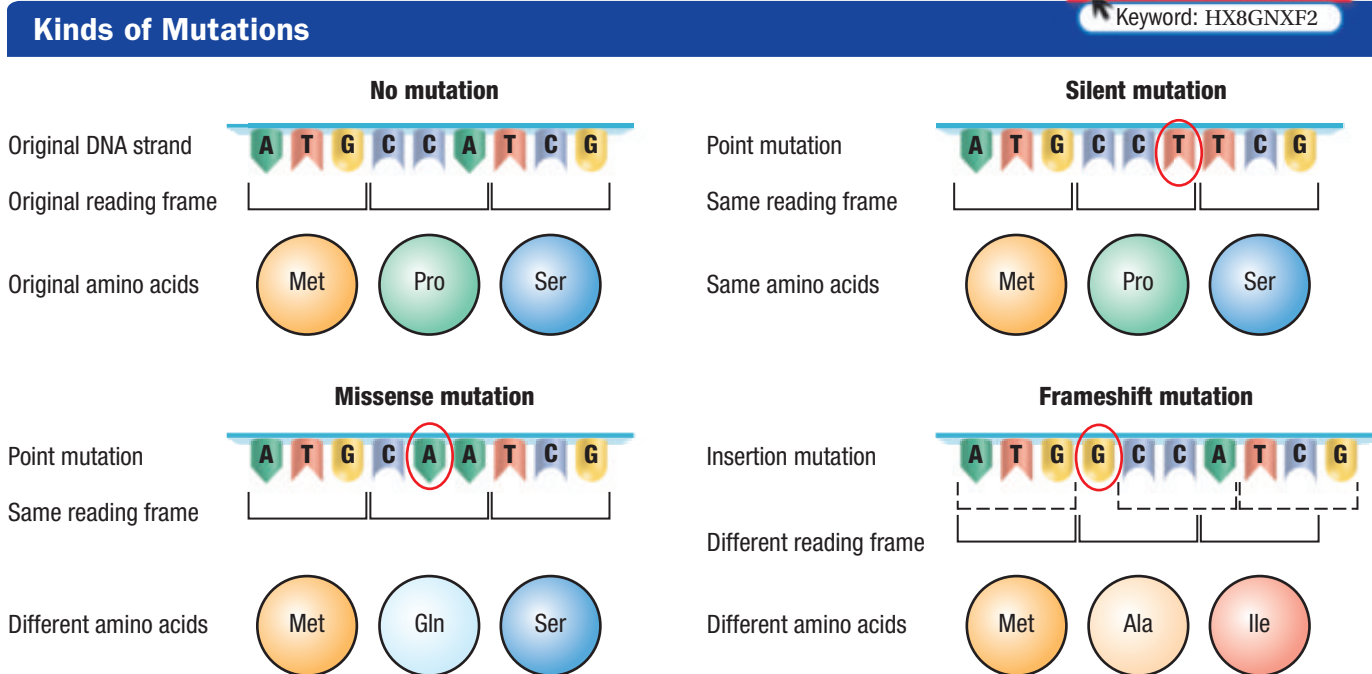 Kinds of Mutations
Keyword: HX8GNXF2
No mutation
Original DNA strand
A T G C C A T C G
Original reading frame
Original amino acids
Met Pro Ser
Silent mutation
Point mutation
A T G C C T T C G
Same reading frame
Same amino acids
Met Pro Ser
Missense mutation
Point mutation
A T G C A A T C G
Same reading frame
Different amino acids
Met Gln Ser
Frameshift mutation
Insertion mutation
A T G G C C A T C G
Different reading frame
Different amino acids
Met Ala Ile